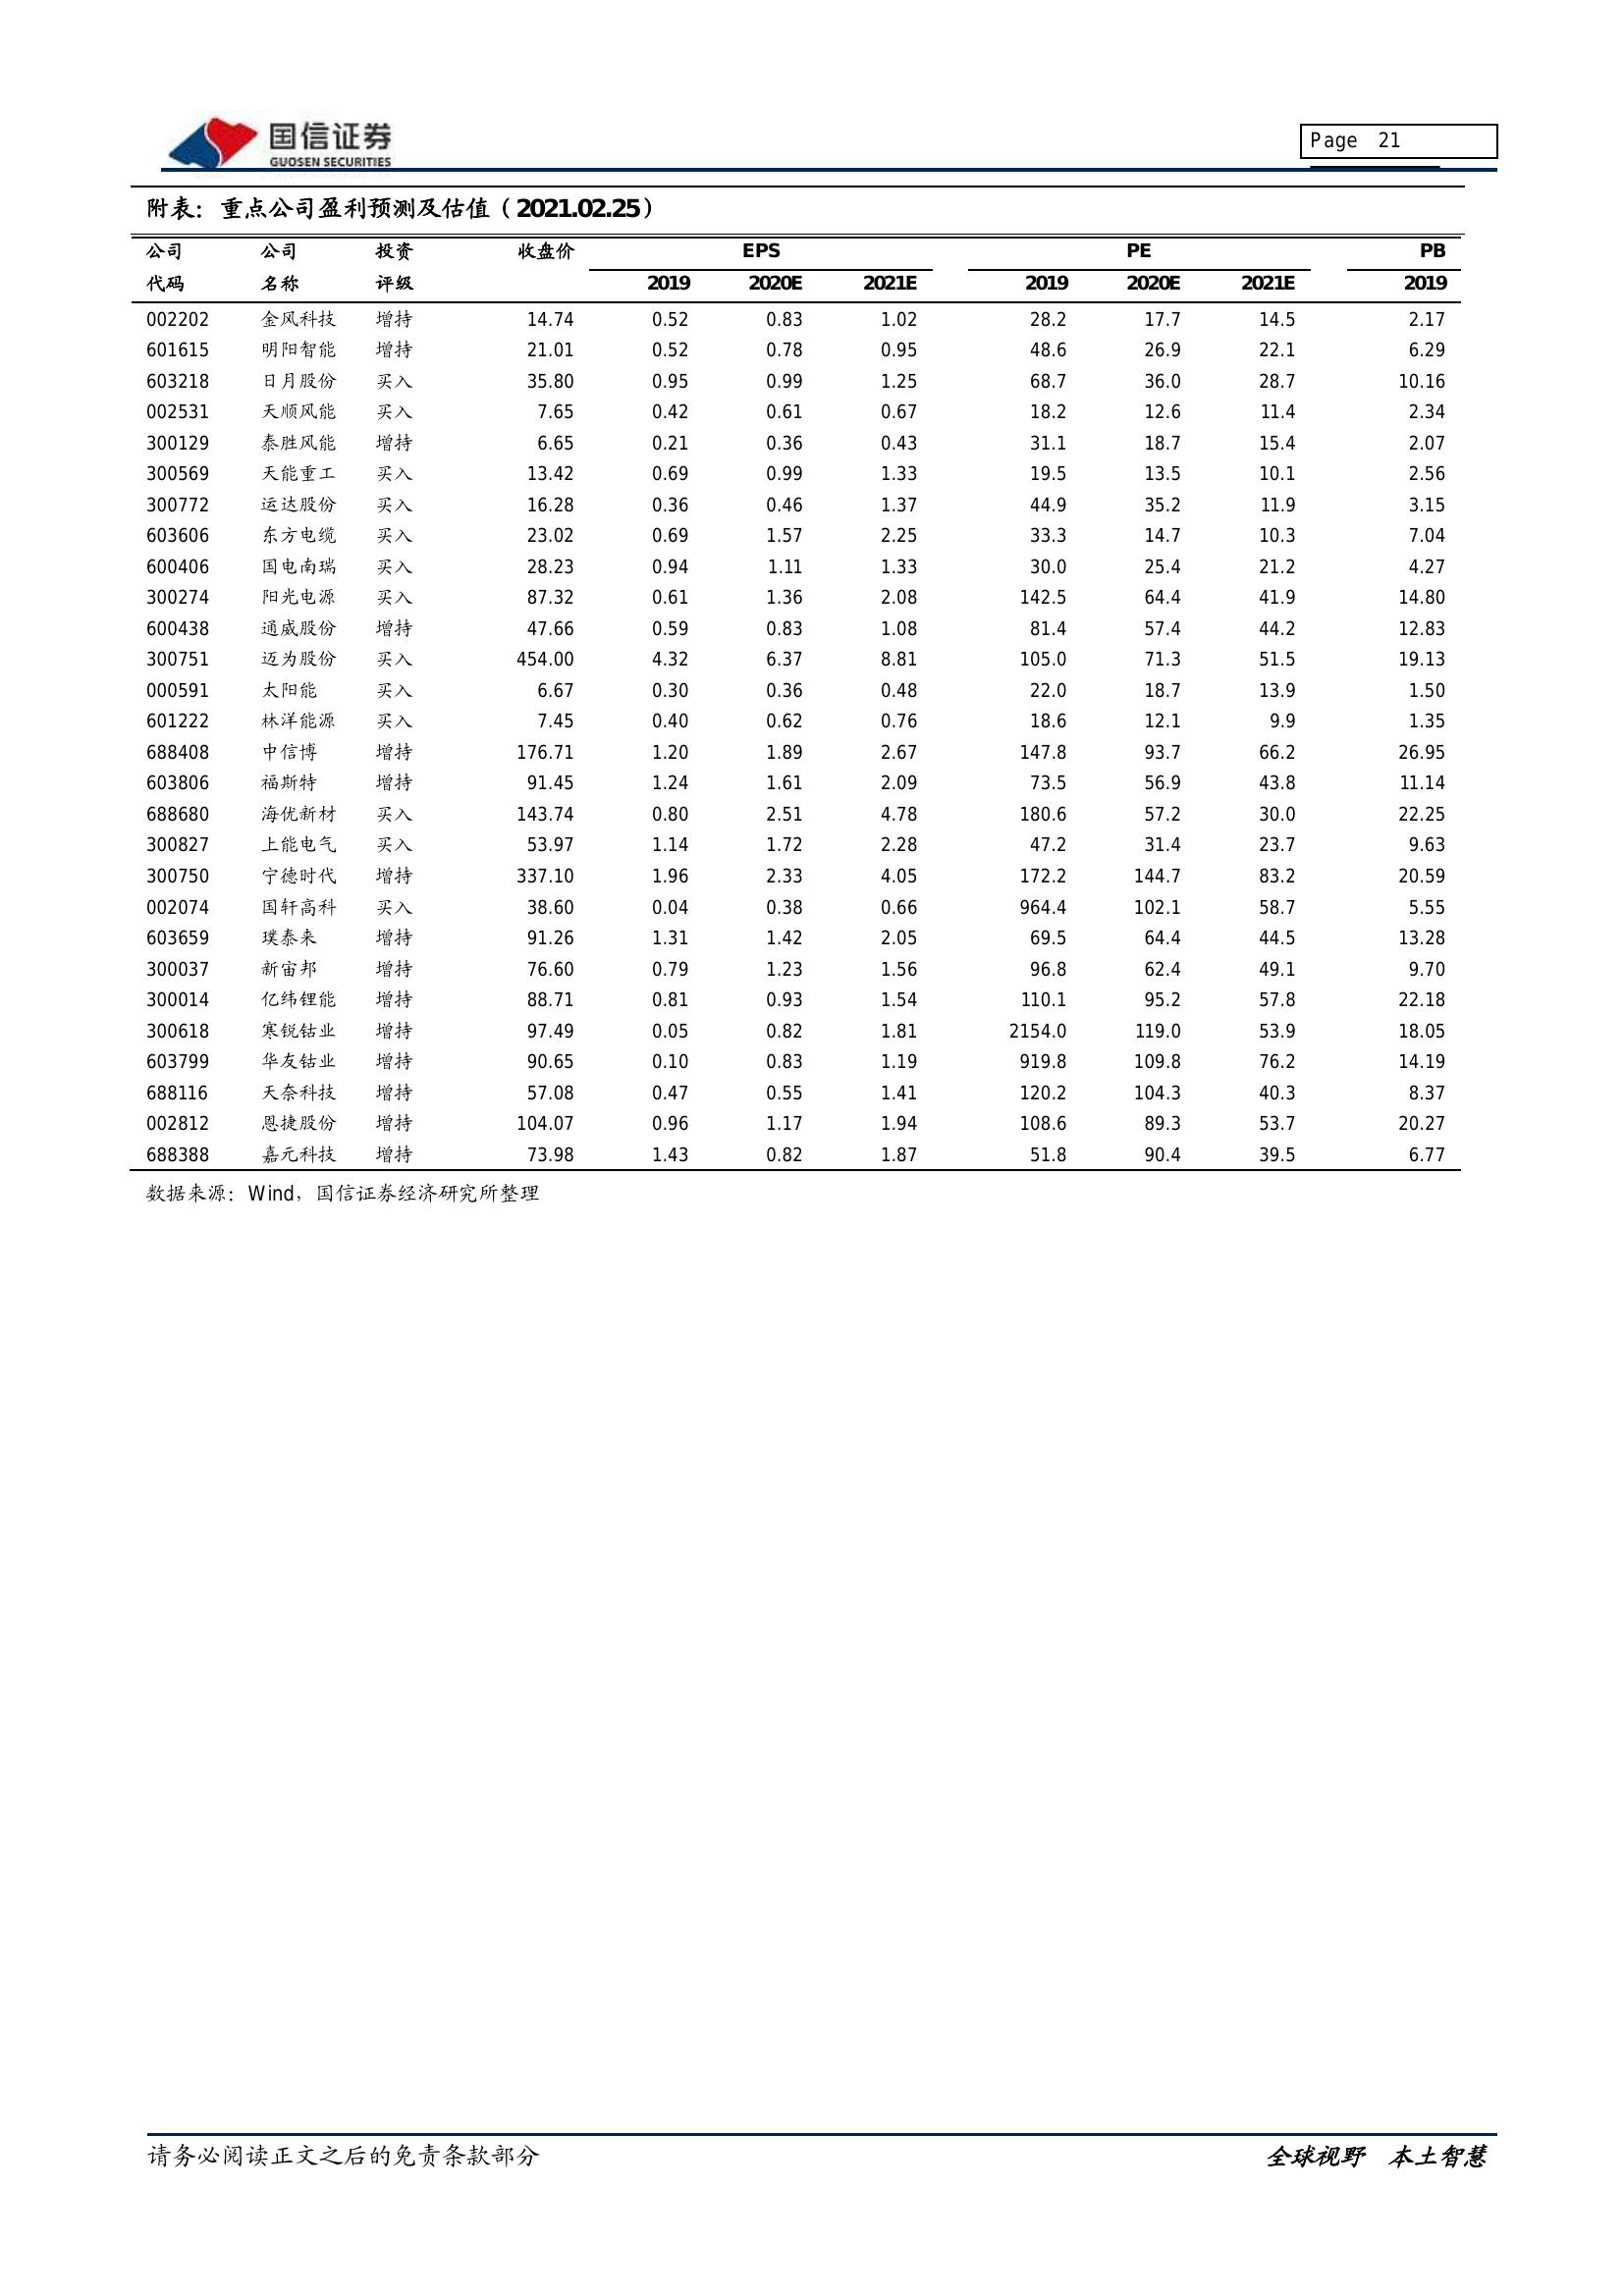 国信证券
GUOSEN SECURITIES
Page 21
附表：重点公司盈利预测及估值（2021.02.25）
公司 公司 投资 收盘价 EPS PE PB
代码 名称 评级 2019 2020E 2021E 2019 2020E 2021E 2019
002202 金风科技 增持 14.74 0.52 0.83 1.02 28.2 17.7 14.5 2.17
601615 明阳智能 增持 21.01 0.52 0.78 0.95 48.6 26.9 22.1 6.29
603218 日月股份 买入 35.80 0.95 0.99 1.25 68.7 36.0 28.7 10.16
002531 天顺风能 买入 7.65 0.42 0.61 0.67 18.2 12.6 11.4 2.34
300129 泰胜风能 增持 6.65 0.21 0.36 0.43 31.1 18.7 15.4 2.07
300569 天能重工 买入 13.42 0.69 0.99 1.33 19.5 13.5 10.1 2.56
300772 运达股份 买入 16.28 0.36 0.46 1.37 44.9 35.2 11.9 3.15
603606 东方电缆 买入 23.02 0.69 1.57 2.25 33.3 14.7 10.3 7.04
600406 国电南瑞 买入 28.23 0.94 1.11 1.33 30.0 25.4 21.2 4.27
300274 阳光电源 买入 87.32 0.61 1.36 2.08 142.5 64.4 41.9 14.80
600438 通威股份 增持 47.66 0.59 0.83 1.08 81.4 57.4 44.2 12.83
300751 迈为股份 买入 454.00 4.32 6.37 8.81 105.0 71.3 51.5 19.13
000591 太阳能 买入 6.67 0.30 0.36 0.48 22.0 18.7 13.9 1.50
601222 林洋能源 买入 7.45 0.40 0.62 0.76 18.6 12.1 9.9 1.35
688408 中信博 增持 176.71 1.20 1.89 2.67 147.8 93.7 66.2 26.95
603806 福斯特 增持 91.45 1.24 1.61 2.09 73.5 56.9 43.8 11.14
688680 海优新材 买入 143.74 0.80 2.51 4.78 180.6 57.2 30.0 22.25
300827 上能电气 买入 53.97 1.14 1.72 2.28 47.2 31.4 23.7 9.63
300750 宁德时代 增持 337.10 1.96 2.33 4.05 172.2 144.7 83.2 20.59
002074 国轩高科 买入 38.60 0.04 0.38 0.66 964.4 102.1 58.7 5.55
603659 璞泰来 增持 91.26 1.31 1.42 2.05 69.5 64.4 44.5 13.28
300037 新宙邦 增持 76.60 0.79 1.23 1.56 96.8 62.4 49.1 9.70
300014 亿纬锂能 增持 88.71 0.81 0.93 1.54 110.1 95.2 57.8 22.18
300618 寒锐钴业 增持 97.49 0.05 0.82 1.81 2154.0 119.0 53.9 18.05
603799 华友钴业 增持 90.65 0.10 0.83 1.19 919.8 109.8 76.2 14.19
688116 天奈科技 增持 57.08 0.47 0.55 1.41 120.2 104.3 40.3 8.37
002812 恩捷股份 增持 104.07 0.96 1.17 1.94 108.6 89.3 53.7 20.27
688388 嘉元科技 增持 73.98 1.43 0.82 1.87 51.8 90.4 39.5 6.77
数据来源：Wind，国信证券经济研究所整理
请务必阅读正文之后的免责条款部分 全球视野 本土智慧